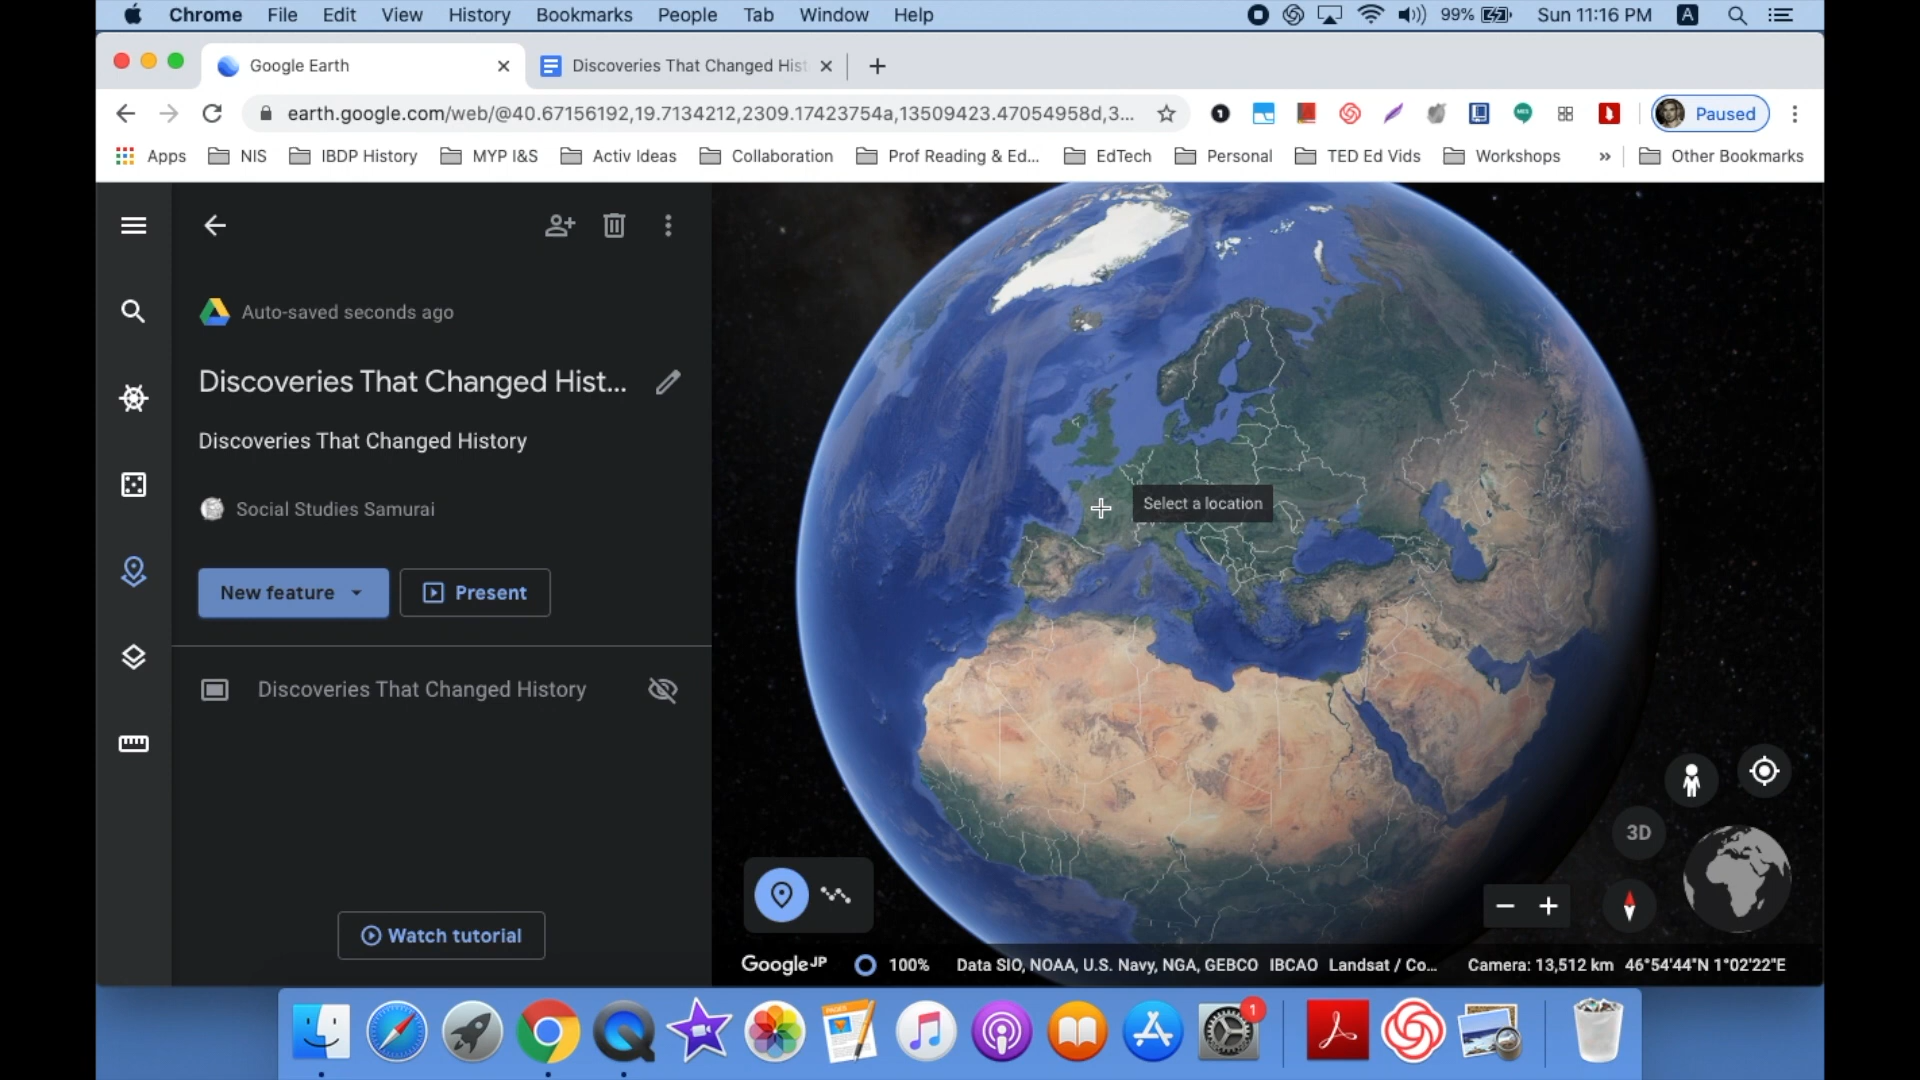 Chrome File Edit View History Bookmarks People Tab Window Help 99% Sun 11:16 PM A
Google Earth
Discoveries That Changed Hist
earth.google.com/web/@40.67156192,19.7134212,2309.17423754a,13509423.47054958d,3...
Paused
Apps NIS IBDP History MYP I&S Activ Ideas Collaboration Prof Reading & Ed... EdTech Personal TED Ed Vids Workshops » Other Bookmarks
Auto-saved seconds ago
Discoveries That Changed Hist...
Discoveries That Changed History
Social Studies Samurai
New feature
Present
Discoveries That Changed History
Watch tutorial
Select a location
3D
Google JP 100% Data SIO, NOAA, U.S. Navy, NGA, GEBCO IBCAO Landsat / Co... Camera: 13,512 km 46°54'44"N 1°02'22"E
PAGES
1